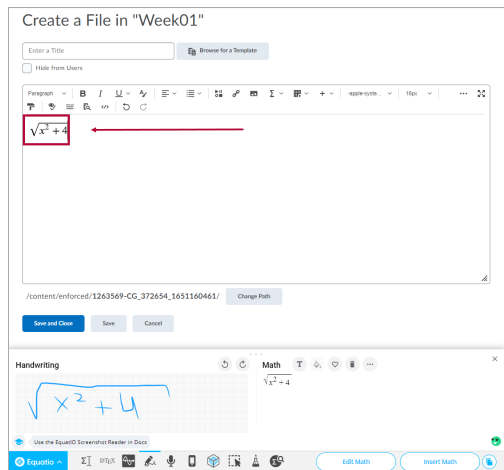 Create a File in "Week01"
Enter a Title
Browse for a Template
Hide from Users
Paragraph B I U -apple-syste... 16px ...
√x² + 4
/content/enforced/1263569-CG_372654_1651160461/ Change Path
Save and Close Save Cancel
Handwriting Math T
√x² + 4
√x² + 4
Use the EquatIO Screenshot Reader in Docs
Equatio LATEX Edit Math Insert Math